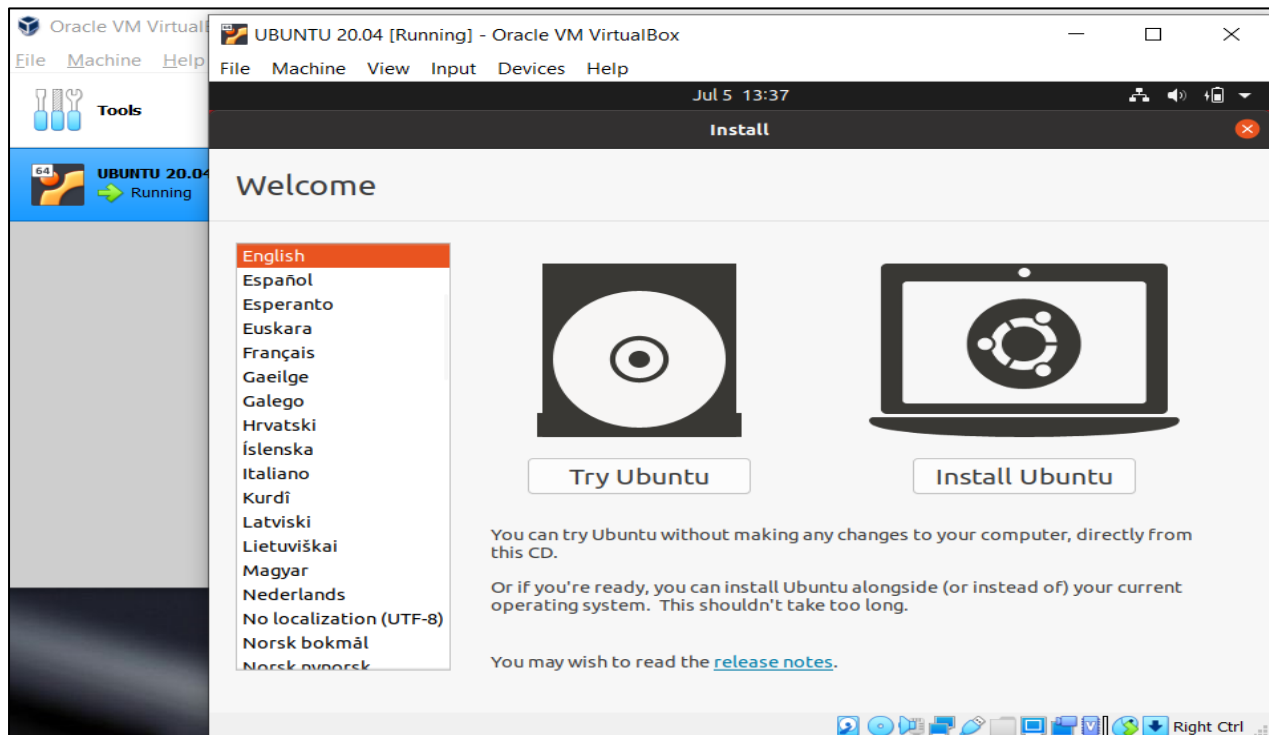 Oracle VM Virtual
File Machine Help
Tools
64
UBUNTU 20.04
Running
UBUNTU 20.04 [Running] - Oracle VM VirtualBox
File Machine View Input Devices Help
Jul 5 13:37
Install
Welcome
English
Español
Esperanto
Euskara
Français
Gaeilge
Galego
Hrvatski
Íslenska
Italiano
Kurdî
Latviski
Lietuviškai
Magyar
Nederlands
No localization (UTF-8)
Norsk bokmål
Norsk nynorsk
Try Ubuntu
Install Ubuntu
You can try Ubuntu without making any changes to your computer, directly from
this CD.
Or if you're ready, you can install Ubuntu alongside (or instead of) your current
operating system. This shouldn't take too long.
You may wish to read the release notes.
Right Ctrl